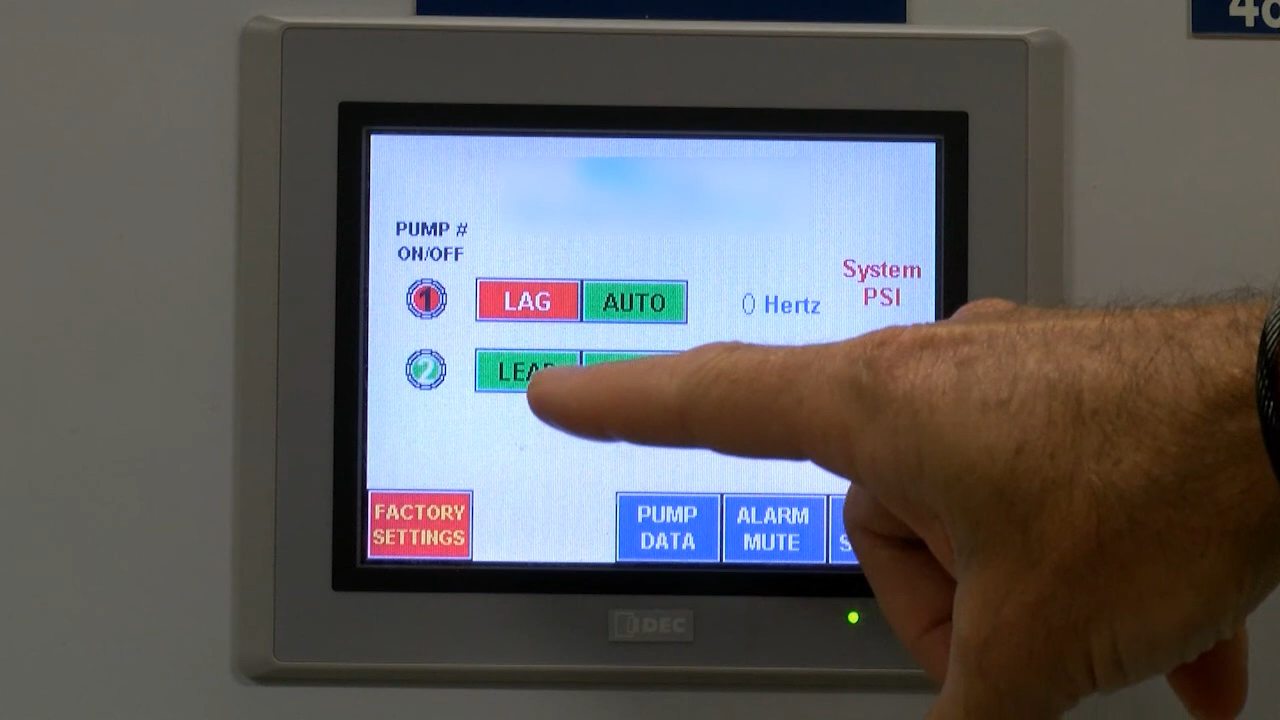 PUMP #
ON/OFF
System
PSI
1 LAG AUTO 0 Hertz
2
FACTORY
SETTINGS
PUMP
DATA
ALARM
MUTE
IDEC